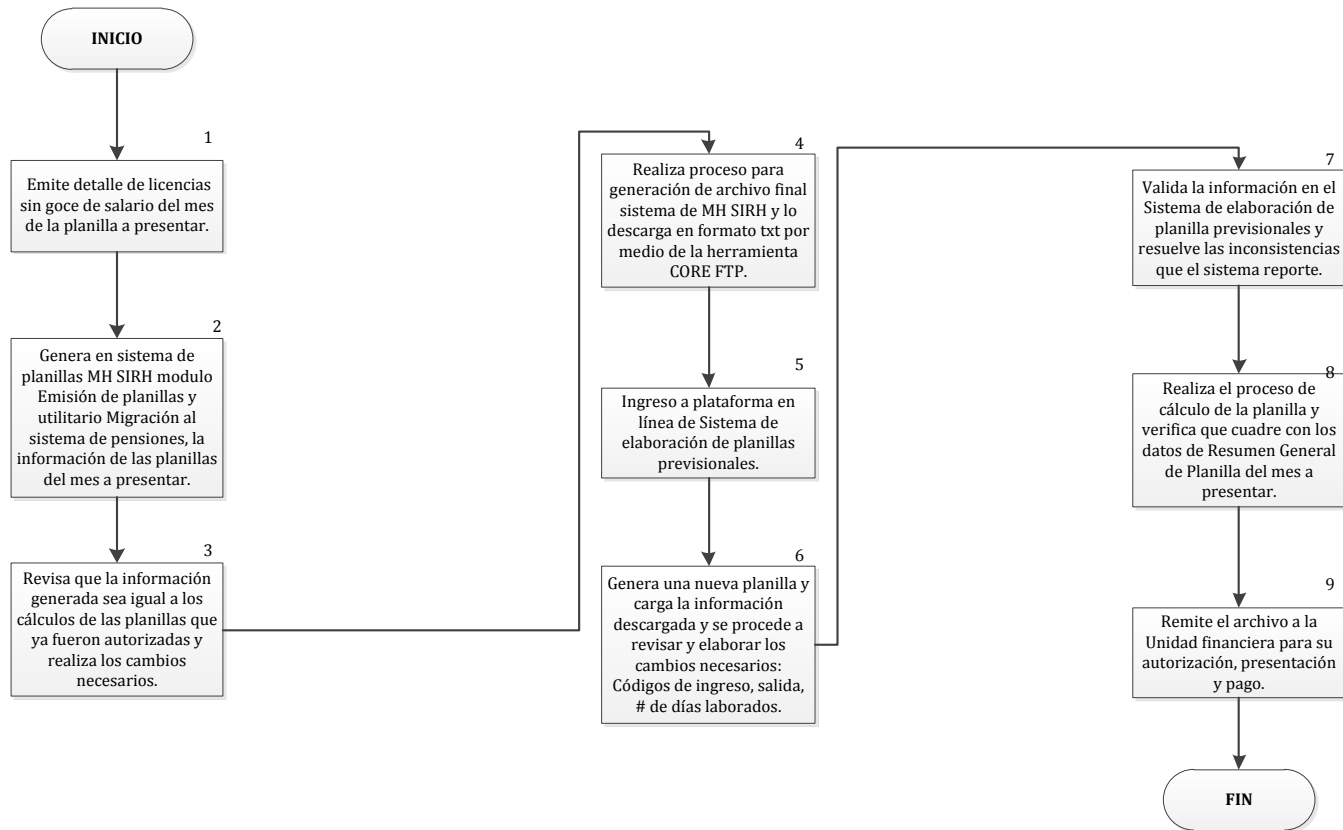 INICIO
1
Emite detalle de licencias
sin goce de salario del mes
de la planilla a presentar.
2
Genera en sistema de
planillas MH SIRH modulo
Emisión de planillas y
utilitario Migración al
sistema de pensiones, la
información de las planillas
del mes a presentar.
3
Revisa que la información
generada sea igual a los
cálculos de las planillas que
ya fueron autorizadas y
realiza los cambios
necesarios.
4
Realiza proceso para
generación de archivo final
sistema de MH SIRH y lo
descarga en formato txt por
medio de la herramienta
CORE FTP.
5
Ingreso a plataforma en
línea de Sistema de
elaboración de planillas
previsionales.
6
Genera una nueva planilla y
carga la información
descargada y se procede a
revisar y elaborar los
cambios necesarios:
Códigos de ingreso, salida,
# de días laborados.
7
Valida la información en el
Sistema de elaboración de
planilla previsionales y
resuelve las inconsistencias
que el sistema reporte.
8
Realiza el proceso de
cálculo de la planilla y
verifica que cuadre con los
datos de Resumen General
de Planilla del mes a
presentar.
9
Remite el archivo a la
Unidad financiera para su
autorización, presentación
y pago.
FIN